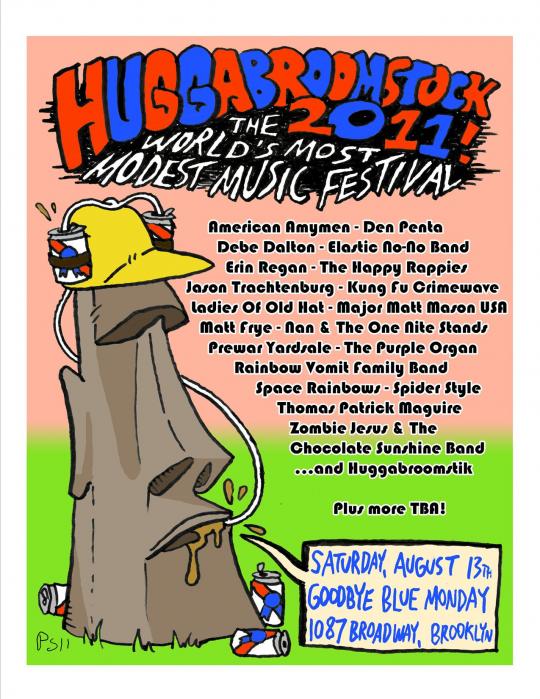 HUGGABROOMSTOCK
THE 2011!
WORLD'S MOST
MODEST MUSIC FESTIVAL
American Amymen - Den Penta
Debe Dalton - Elastic No-No Band
Erin Regan - The Happy Rappies
Jason Trachtenburg - Kung Fu Crimewave
Ladies Of Old Hat - Major Matt Mason USA
Matt Frye - Nan & The One Nite Stands
Prewar Yardsale - The Purple Organ
Rainbow Vomit Family Band
Space Rainbows - Spider Style
Thomas Patrick Maguire
Zombie Jesus & The
Chocolate Sunshine Band
...and Huggabroomstik
Plus more TBA!
SATURDAY, AUGUST 13TH
GOODBYE BLUE MONDAY
1087 BROADWAY, BROOKLYN
PS11